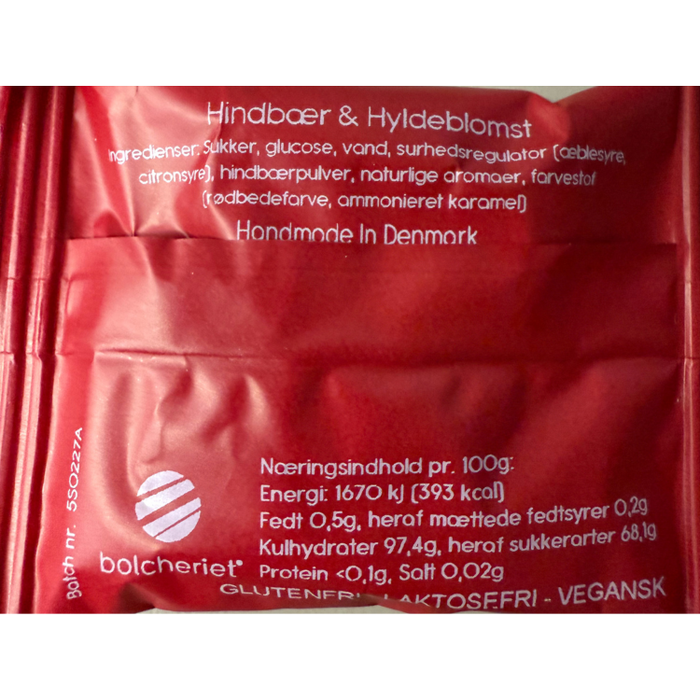 Hindbær & Hyldeblomst
Ingredienser: Sukker, glucose, vand, surhedsregulator (æblesyre,
citronsyre), hindbærpulver, naturlige aromaer, farvestof
(rødbedefarve, ammonieret karamel)
Handmade In Denmark
Batch nr. 5S0227A
bolcheriet®
Næringsindhold pr. 100g:
Energi: 1670 kJ (393 kcal)
Fedt 0,5g, heraf mættede fedtsyrer 0,2g
Kulhydrater 97,4g, heraf sukkerarter 68,1g
Protein <0,1g, Salt 0,02g
GLUTENFRI - LAKTOSEFRI - VEGANSK